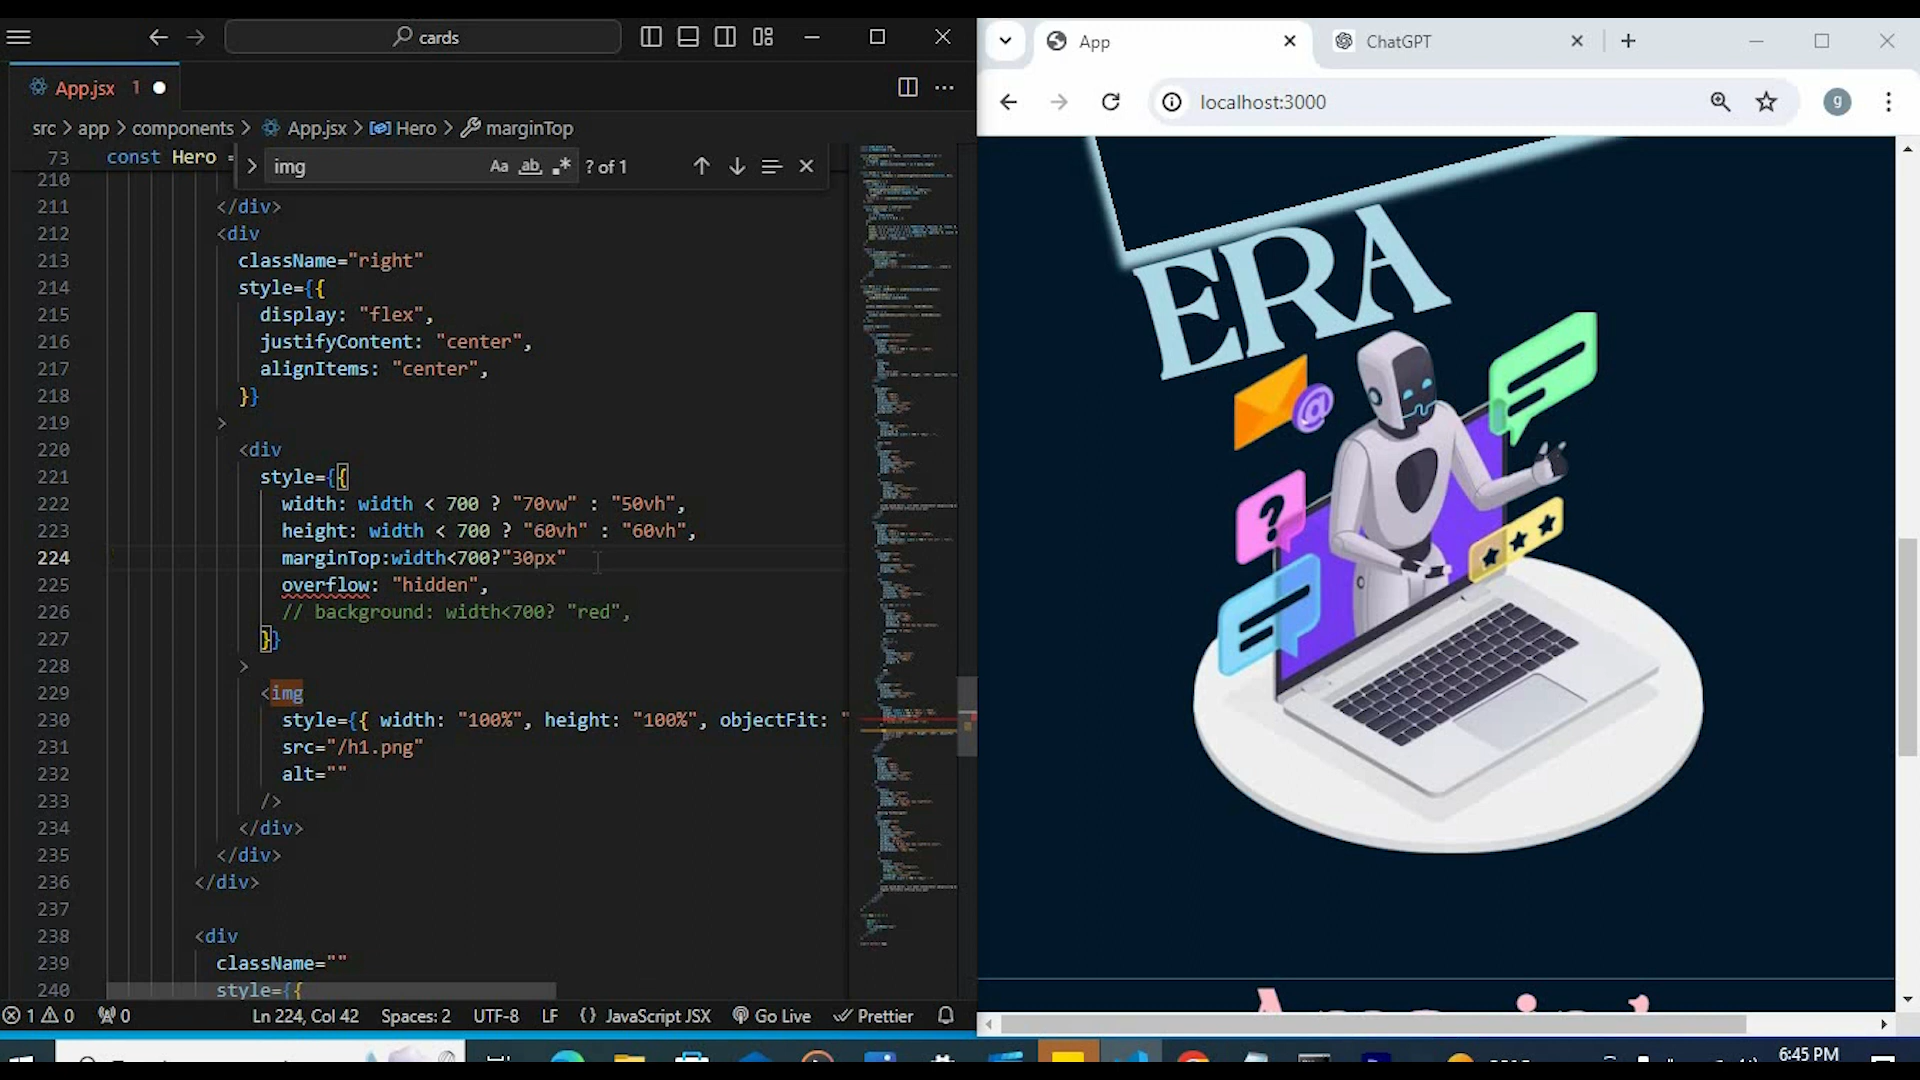 cards
App.jsx 1
src > app > components > App.jsx > Hero > marginTop
73 const Hero =
img Aa ab ? of 1
210
211 </div>
212 <div
213 className="right"
214 style={{
215 display: "flex",
216 justifyContent: "center",
217 alignItems: "center",
218 }}
219 >
220 <div
221 style={{
222 width: width < 700 ? "70vw" : "50vh",
223 height: width < 700 ? "60vh" : "60vh",
224 marginTop:width<700?"30px"
225 overflow: "hidden",
226 // background: width<700? "red",
227 }}
228 >
229 <img
230 style={{ width: "100%", height: "100%", objectFit: "
231 src="/h1.png"
232 alt=""
233 />
234 </div>
235 </div>
236 </div>
237
238 <div
239 className=""
240 style={{
1 0 0 Ln 224, Col 42 Spaces: 2 UTF-8 LF {} JavaScript JSX Go Live Prettier
App ChatGPT
localhost:3000 g
ERA
@
?
6:45 PM